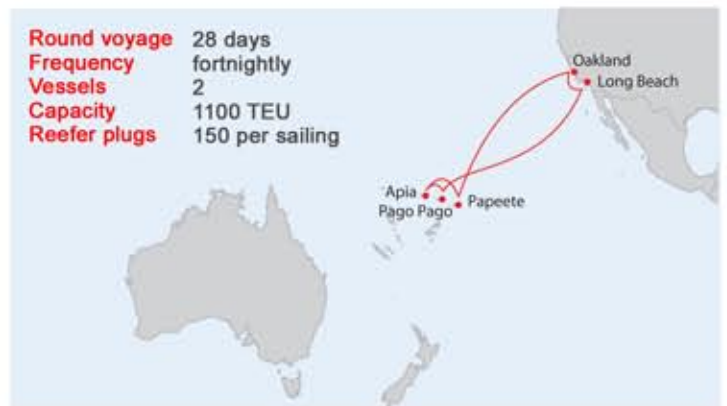 Round voyage 28 days
Frequency fortnightly
Vessels 2
Capacity 1100 TEU
Reefer plugs 150 per sailing
Oakland
Long Beach
Apia
Pago Pago
Papeete